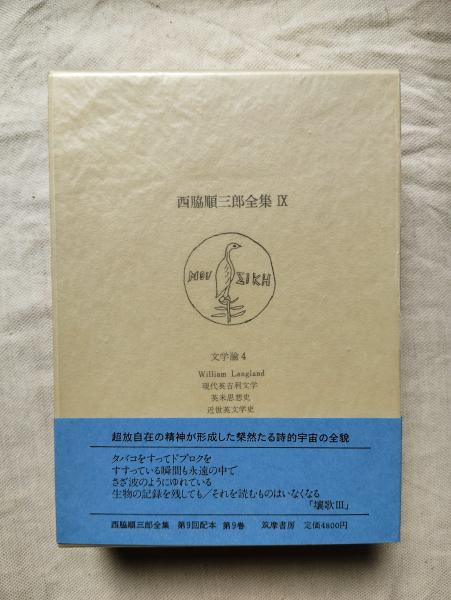 西脇順三郎全集 IX
ΜΟΥ ΣΙΚΗ
文学論 4
William Langland
現代英吉利文学
英米思想史
近世英文学史
超放自在の精神が形成した燦然たる詩的宇宙の全貌
タバコをすってドブロクを
すすっている瞬間も永遠の中で
さざ波のようにゆれている
生物の記録を残しても／それを読むものはいなくなる
「壤歌Ⅲ」
西脇順三郎全集 第9回配本 第9巻 筑摩書房 定価4800円